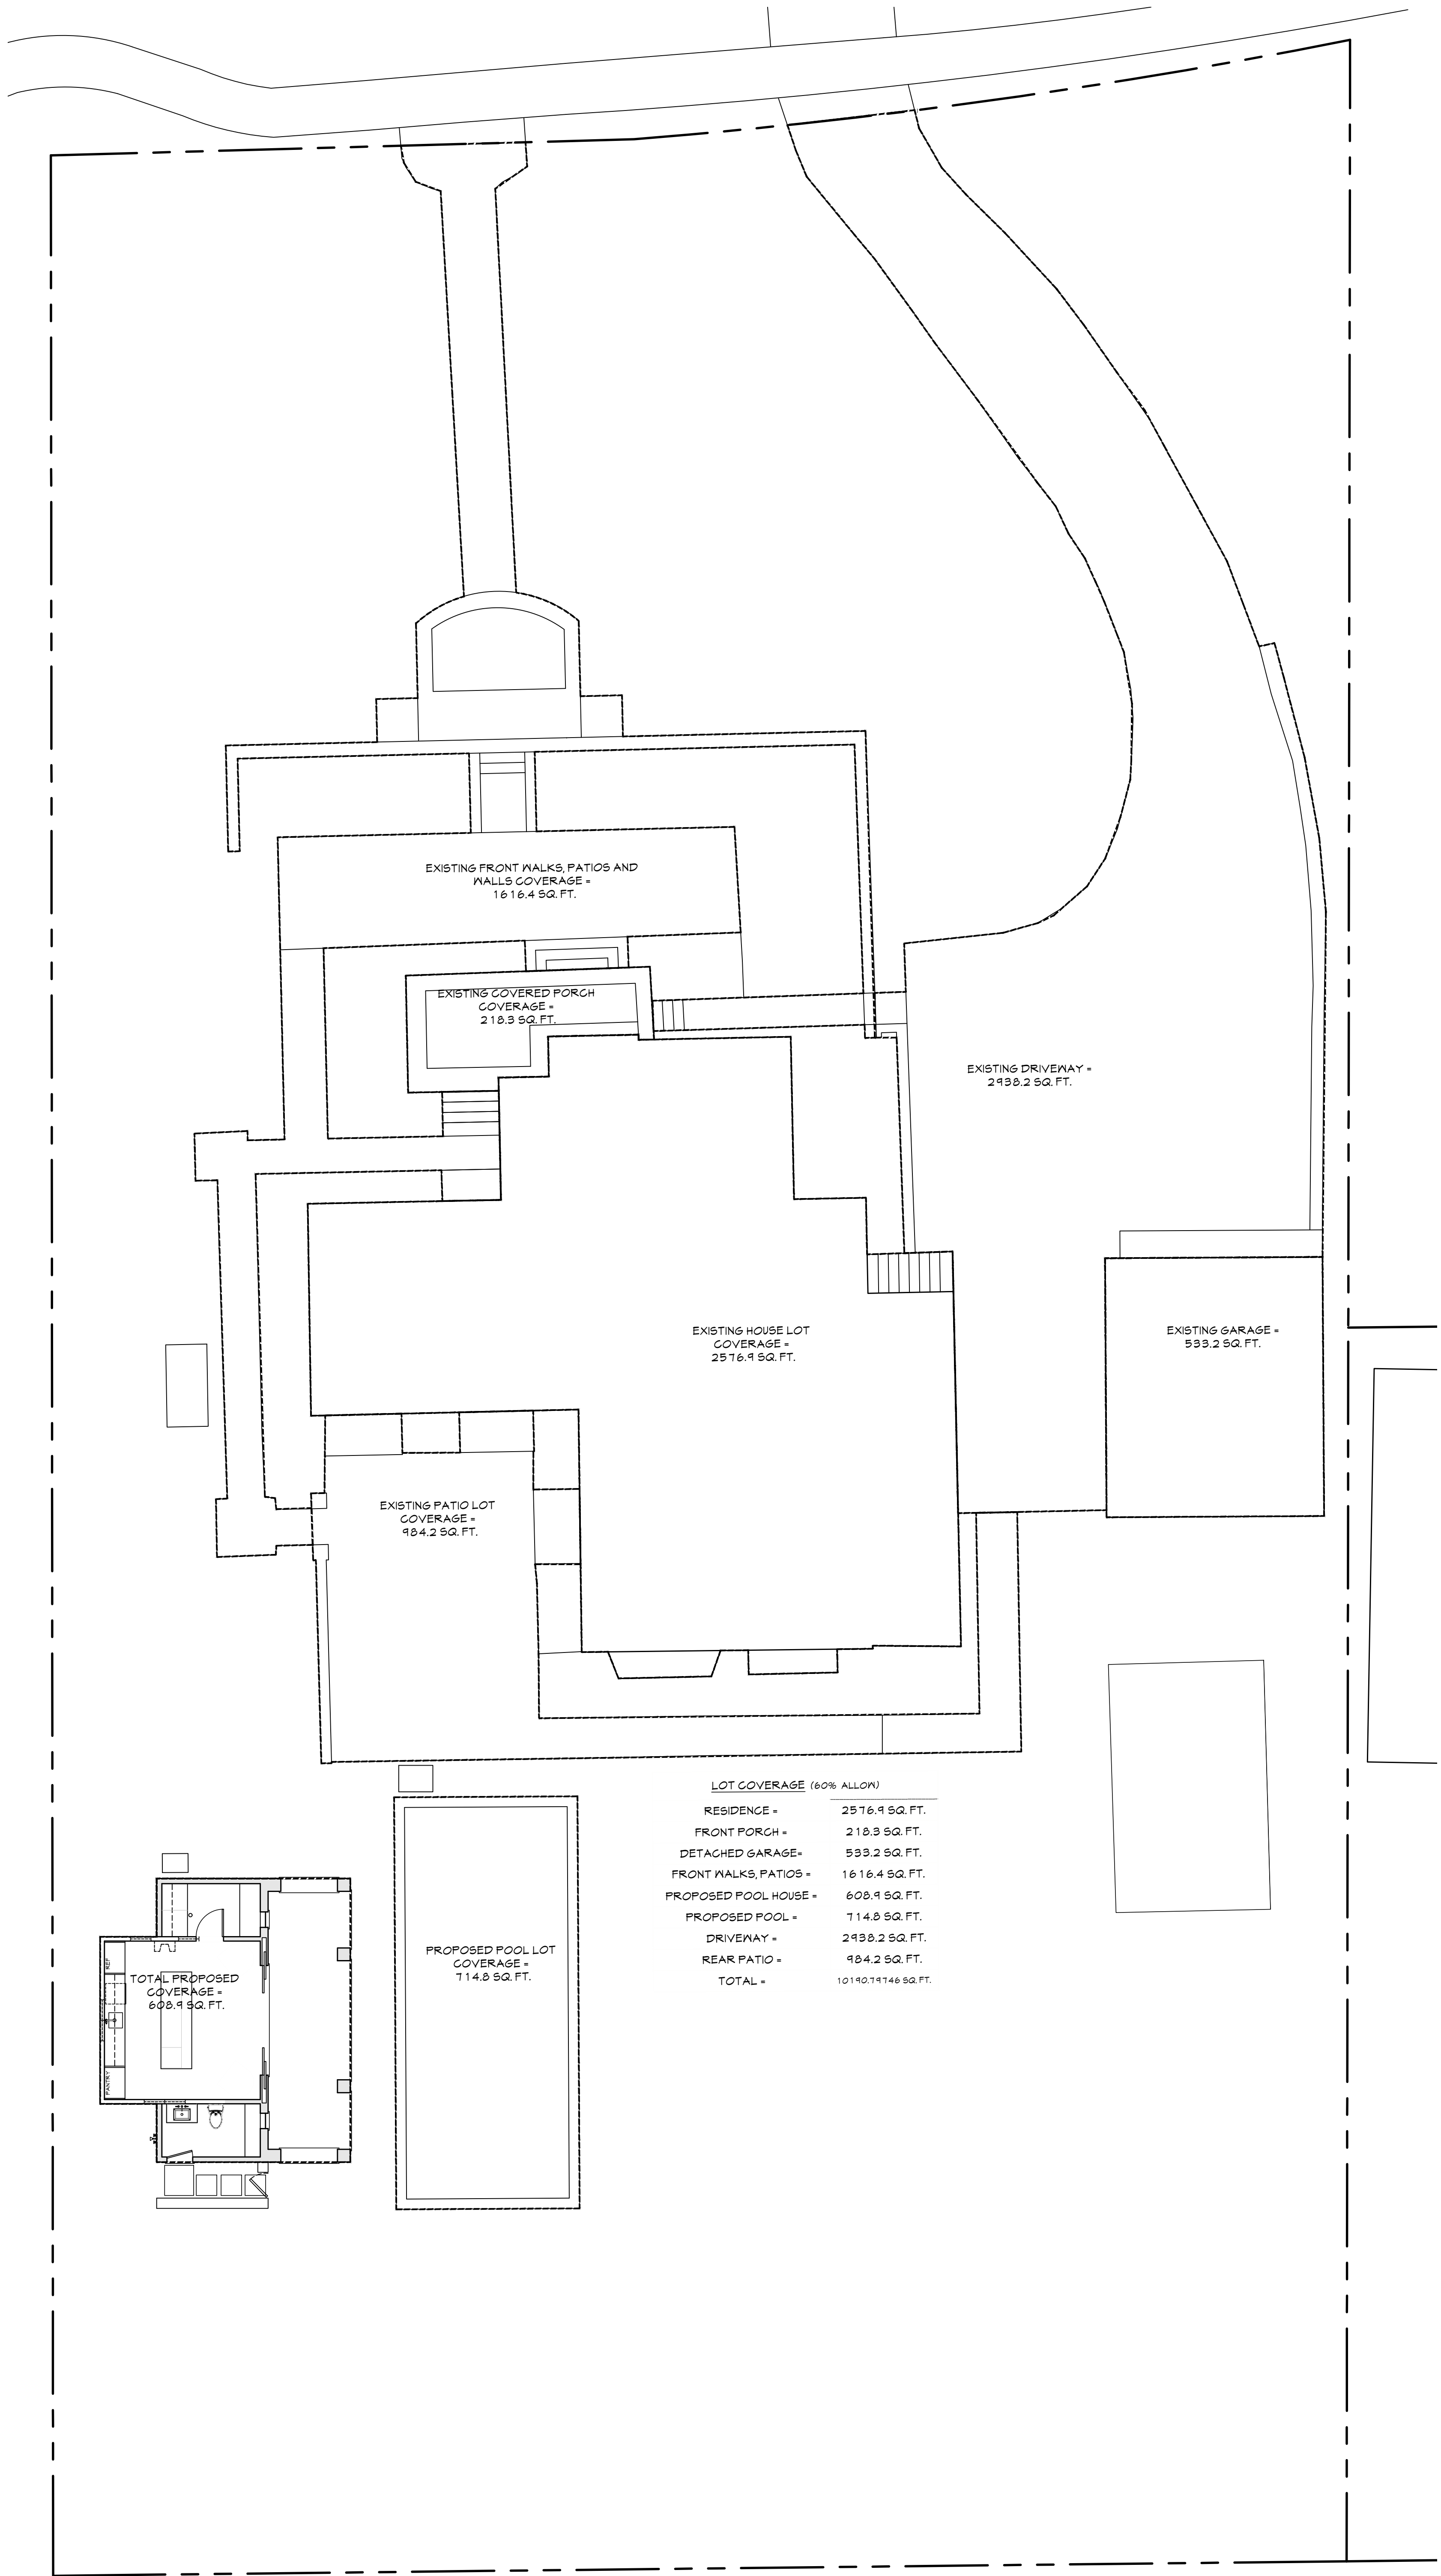 EXISTING FRONT WALKS, PATIOS AND
WALLS COVERAGE =
1616.4 SQ. FT.
EXISTING COVERED PORCH
COVERAGE =
218.3 SQ. FT.
EXISTING DRIVEWAY =
2938.2 SQ. FT.
EXISTING HOUSE LOT
COVERAGE =
2576.9 SQ. FT.
EXISTING GARAGE =
533.2 SQ. FT.
EXISTING PATIO LOT
COVERAGE =
984.2 SQ. FT.
LOT COVERAGE (60% ALLOW)
RESIDENCE = 2576.9 SQ. FT.
FRONT PORCH = 218.3 SQ. FT.
DETACHED GARAGE= 533.2 SQ. FT.
FRONT WALKS, PATIOS = 1616.4 SQ. FT.
PROPOSED POOL HOUSE = 608.9 SQ. FT.
PROPOSED POOL = 714.8 SQ. FT.
DRIVEWAY = 2938.2 SQ. FT.
REAR PATIO = 984.2 SQ. FT.
TOTAL = 10190.79746 SQ. FT.
PROPOSED POOL LOT
COVERAGE =
714.8 SQ. FT.
REF.
TOTAL PROPOSED
COVERAGE =
608.9 SQ. FT.
PANTRY